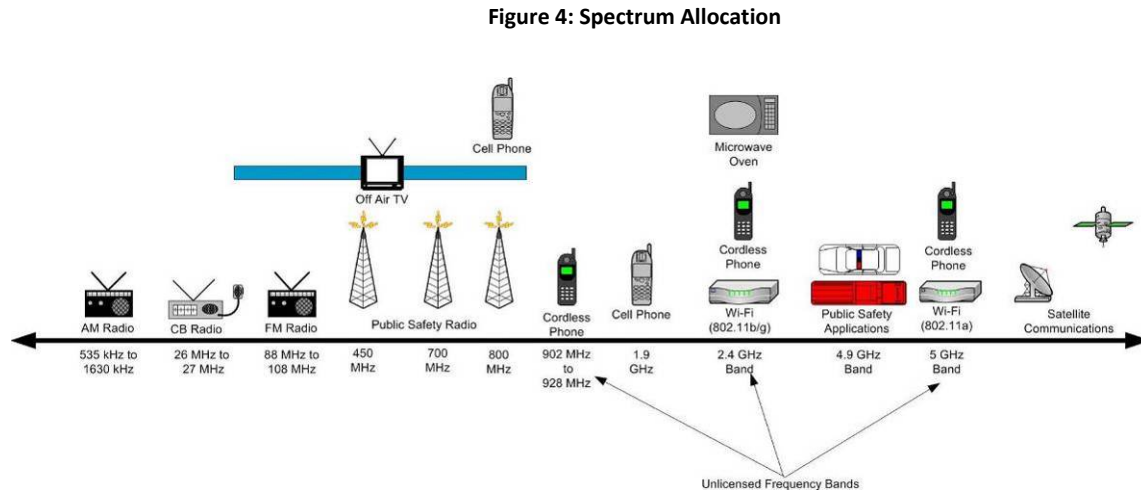 Figure 4: Spectrum Allocation
Cell Phone
Microwave
Oven
Off Air TV
Cordless
Phone
Cordless
Phone
AM Radio
CB Radio
FM Radio
Public Safety Radio
Cordless
Phone
Cell Phone
Wi-Fi
(802.11b/g)
Public Safety
Applications
Wi-Fi
(802.11a)
Satellite
Communications
535 kHz to
1630 kHz
26 MHz to
27 MHz
88 MHz to
108 MHz
450
MHz
700
MHz
800
MHz
902 MHz
to
928 MHz
1.9
GHz
2.4 GHz
Band
4.9 GHz
Band
5 GHz
Band
Unlicensed Frequency Bands